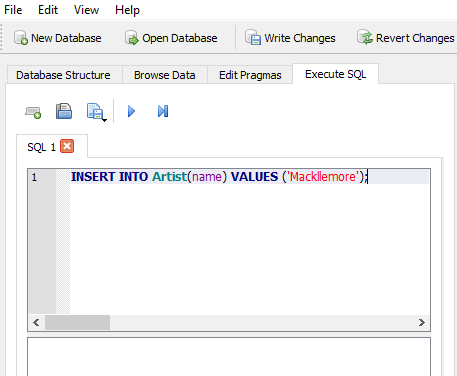 File Edit View Help
New Database Open Database Write Changes Revert Changes
Database Structure Browse Data Edit Pragmas Execute SQL
SQL 1
1 INSERT INTO Artist(name) VALUES ('Mackllemore');